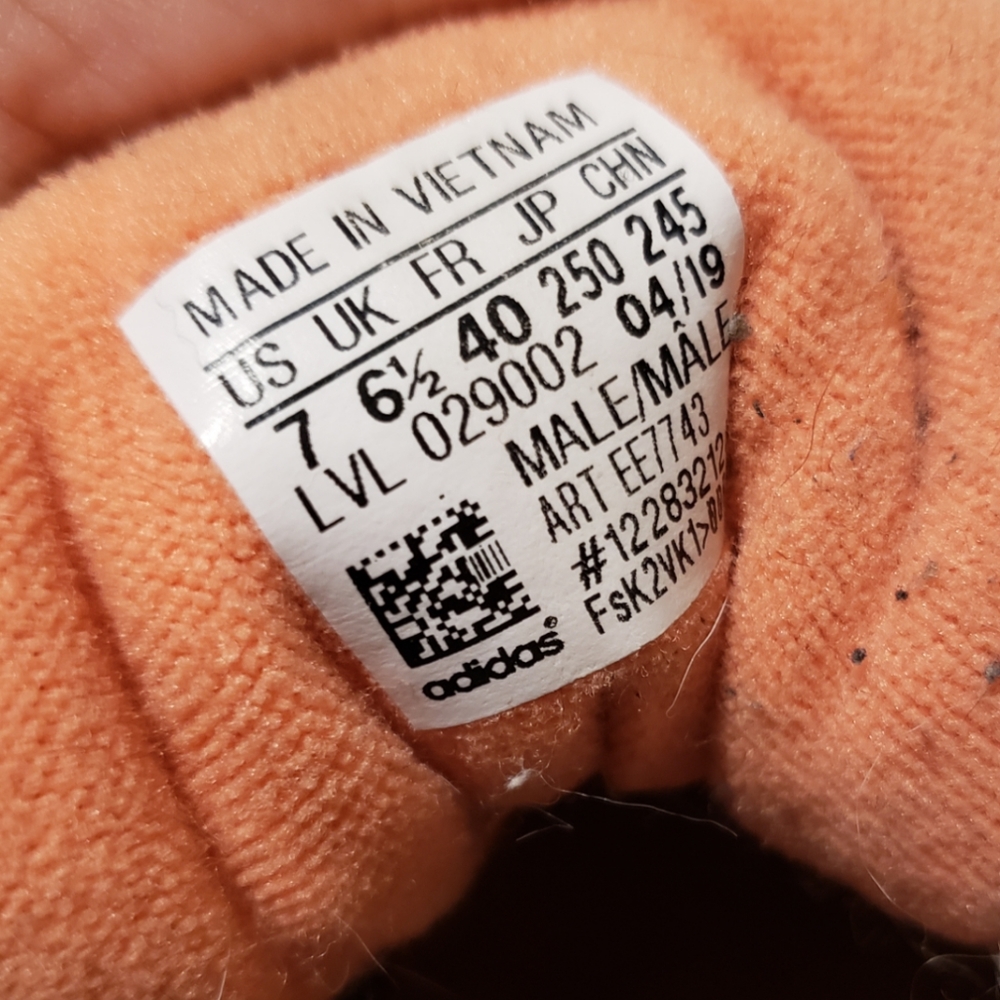 MADE IN VIETNAM
US UK FR JP CHN
7 6½ 40 250 245
LVL 029002 04/19
MALE/MÂLE
ART EE7743
FsK2VK1>
adidas®